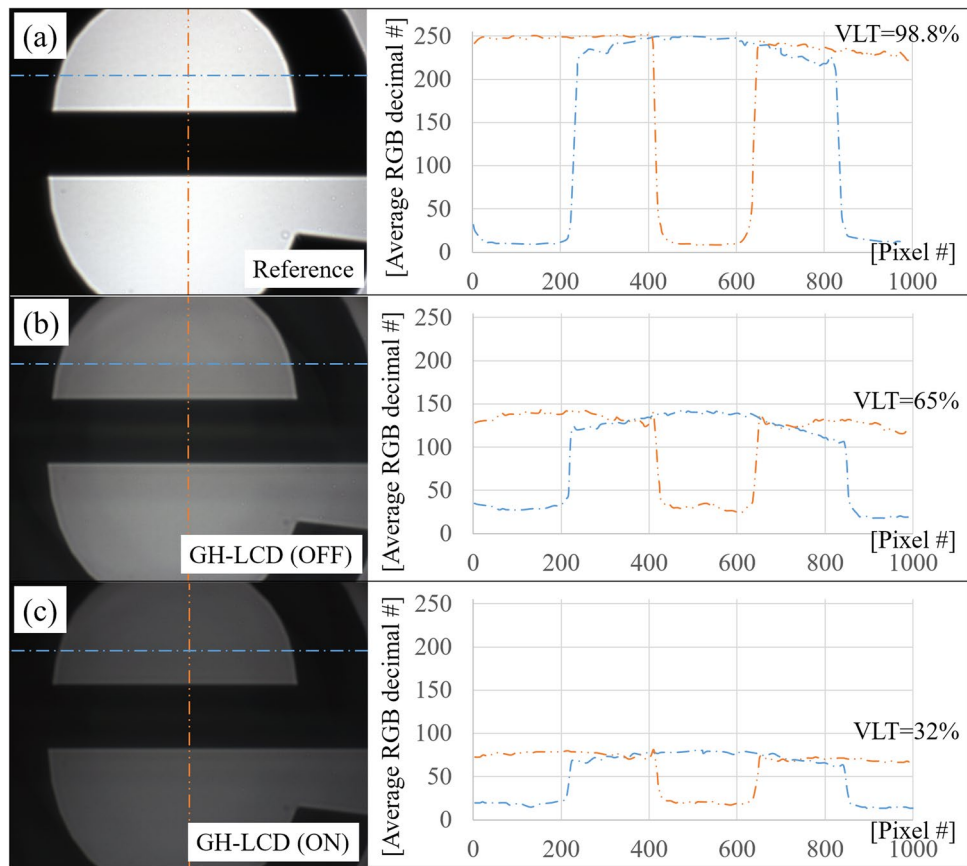 (a)
Reference
[Average RGB decimal #]
250
200
150
100
50
0
0 200 400 600 800 1000
[Pixel #]
VLT=98.8%
(b)
GH-LCD (OFF)
[Average RGB decimal #]
250
200
150
100
50
0
0 200 400 600 800 1000
[Pixel #]
VLT=65%
(c)
GH-LCD (ON)
[Average RGB decimal #]
250
200
150
100
50
0
0 200 400 600 800 1000
[Pixel #]
VLT=32%